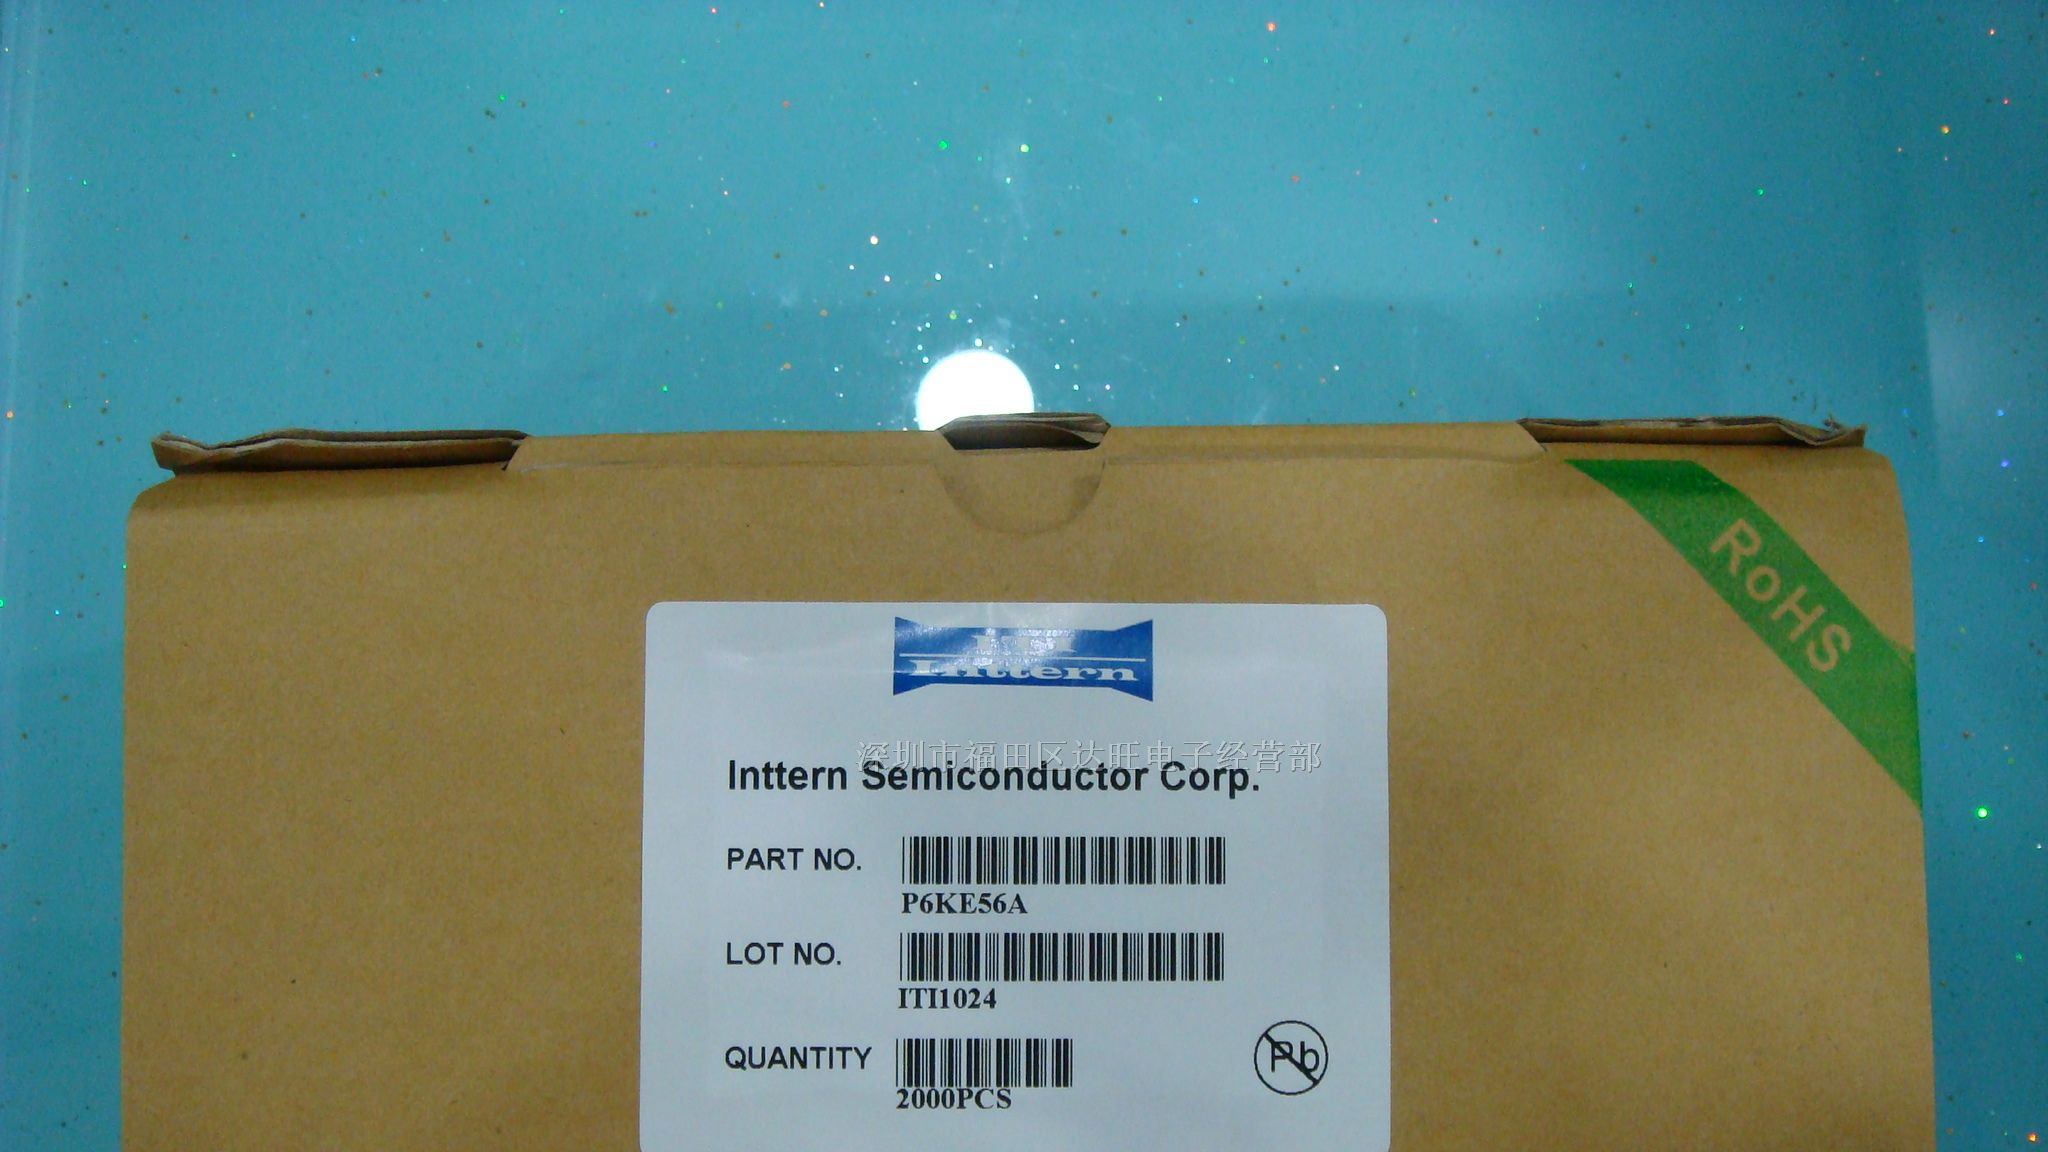 RoHS
ITI
Inttern
深圳市福田区达旺电子经营部
Inttern Semiconductor Corp.
PART NO.
P6KE56A
LOT NO.
ITI1024
QUANTITY
2000PCS
Pb